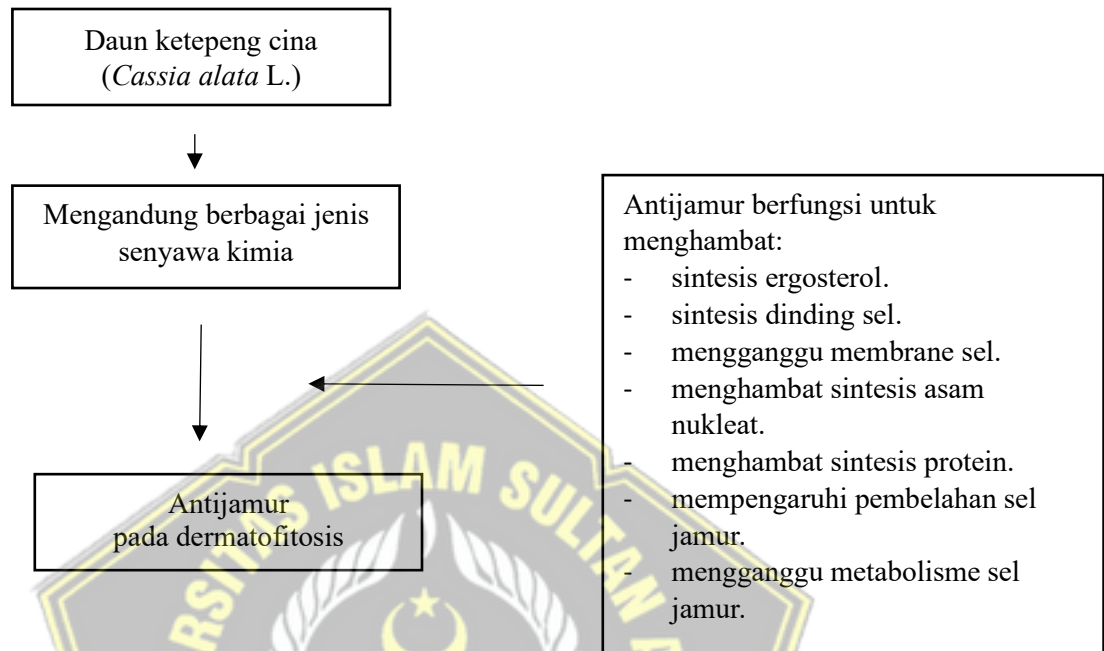 Daun ketepeng cina
(Cassia alata L.)
Mengandung berbagai jenis
senyawa kimia
Antijamur
pada dermatofitosis
Antijamur berfungsi untuk
menghambat:
- sintesis ergosterol.
- sintesis dinding sel.
- mengganggu membrane sel.
- menghambat sintesis asam
nukleat.
- menghambat sintesis protein.
- mempengaruhi pembelahan sel
jamur.
- mengganggu metabolisme sel
jamur.
ISLAM